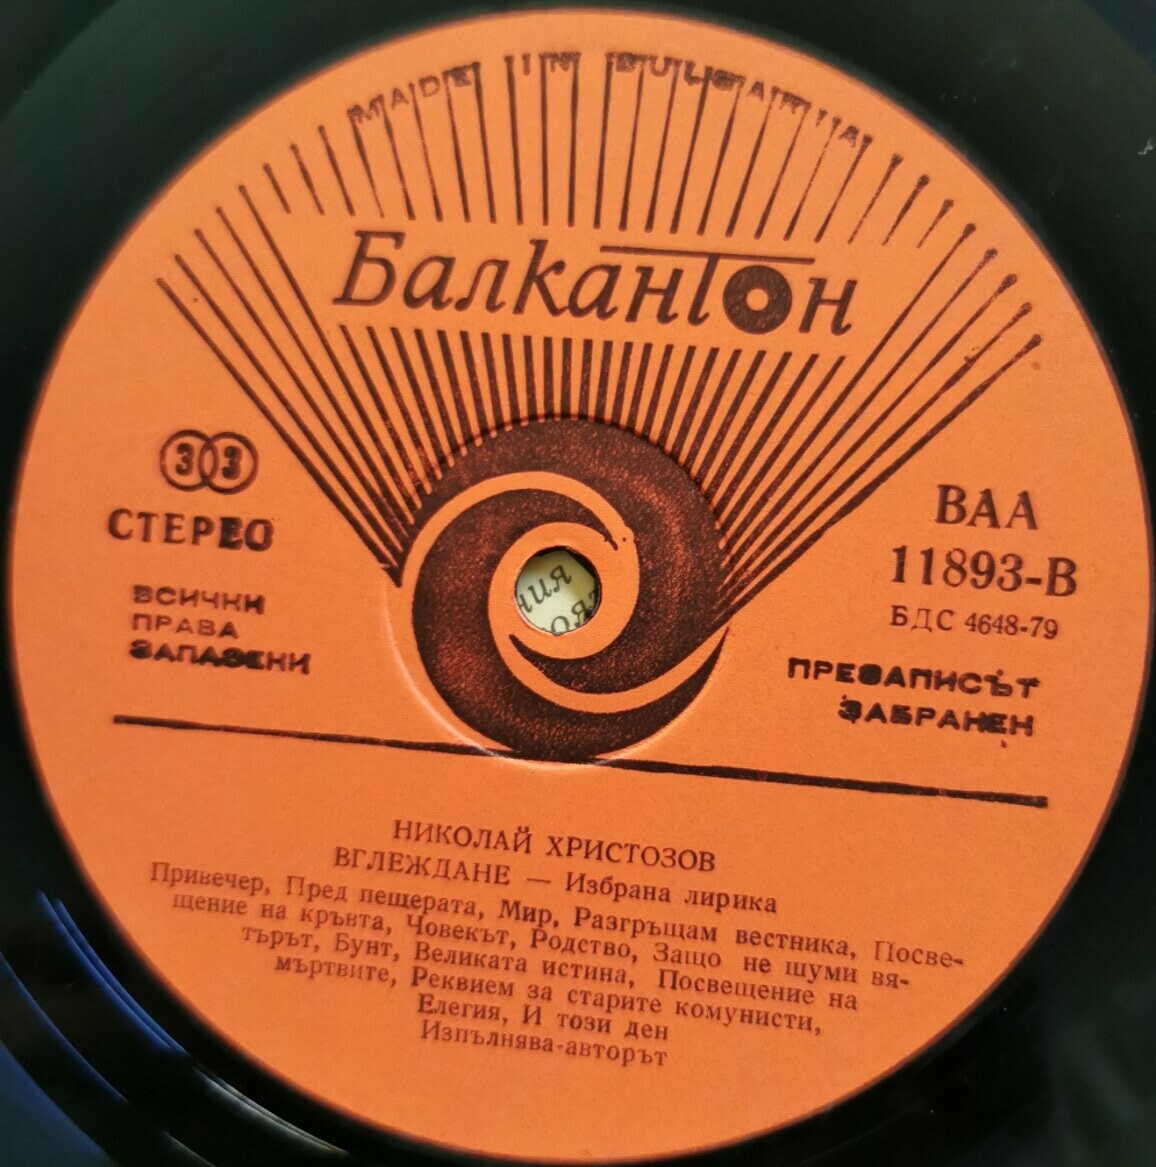 MADE IN BULGARIA
Балкантон
33
СТЕРЕО
ВСИЧКИ
ПРАВА
ЗАПАЗЕНИ
ВАА
11893-В
БДС 4648-79
ПРЕЗАПИСЪТ
ЗАБРАНЕН
ния
НИКОЛАЙ ХРИСТОЗОВ
ВГЛЕЖДАНЕ — Избрана лирика
Привечер, Пред пещерата, Мир, Разгръщам вестника, Посве-
щение на кръвта, Човекът, Родство, Защо не шуми вя-
търът, Бунт, Великата истина, Посвещение на
мъртвите, Реквием за старите комунисти,
Елегия, И този ден
Изпълнява-авторът